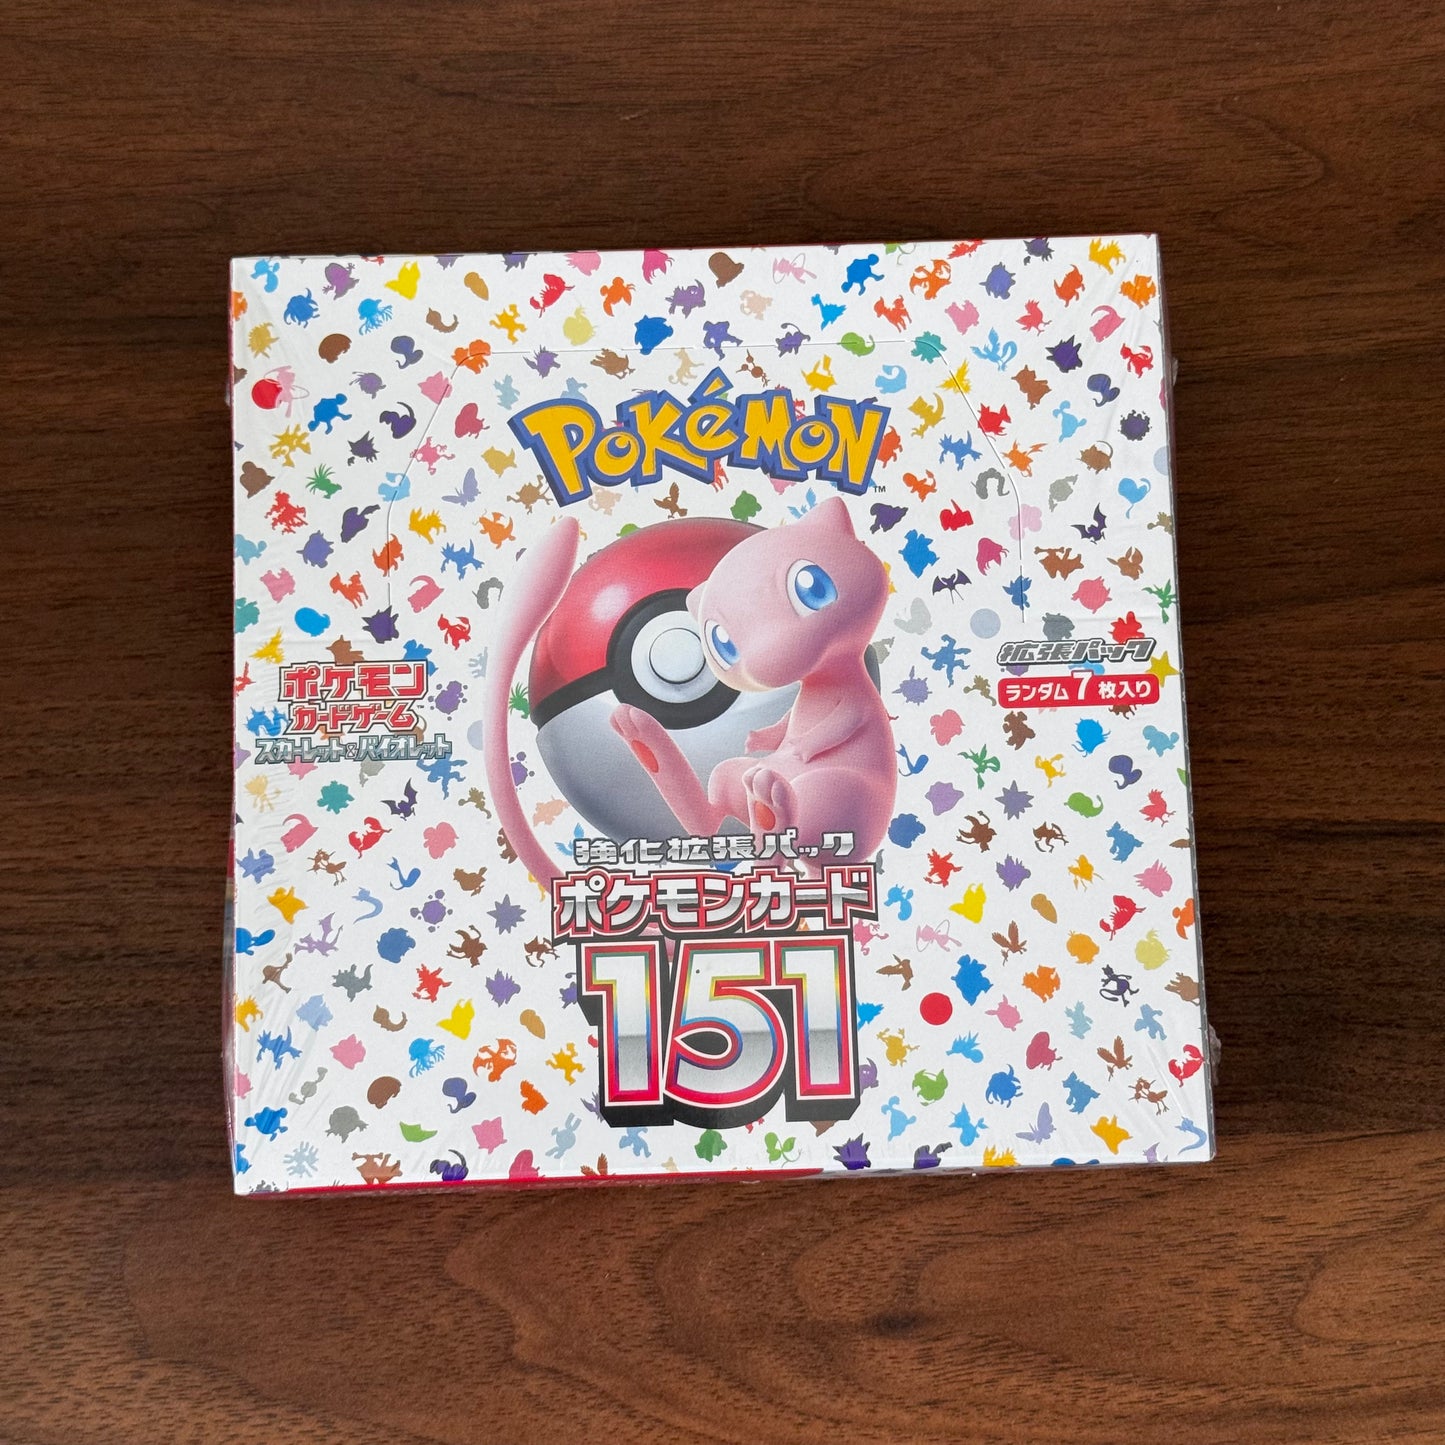 POKéMON
TM
ポケモン
カードゲーム
スカーレット&バイオレット
拡張パック
ランダム7枚入り
強化拡張パック
ポケモンカード
151